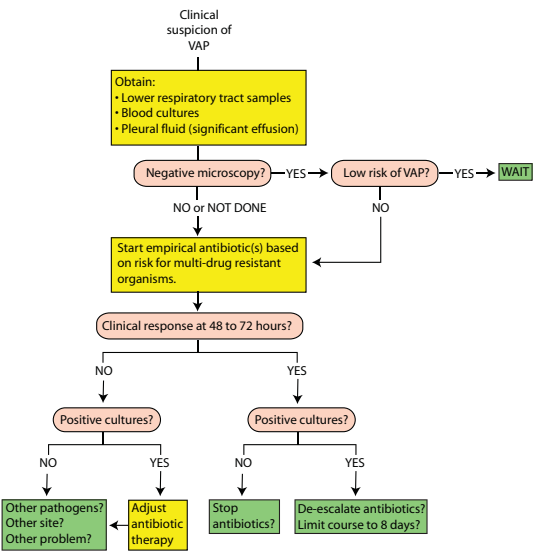 Clinical
suspicion of
VAP
Obtain:
• Lower respiratory tract samples
• Blood cultures
• Pleural fluid (significant effusion)
Negative microscopy?
YES
Low risk of VAP?
YES
WAIT
NO or NOT DONE
NO
Start empirical antibiotic(s) based
on risk for multi-drug resistant
organisms.
Clinical response at 48 to 72 hours?
NO
YES
Positive cultures?
Positive cultures?
NO
YES
NO
YES
Other pathogens?
Other site?
Other problem?
Adjust
antibiotic
therapy
Stop
antibiotics?
De-escalate antibiotics?
Limit course to 8 days?